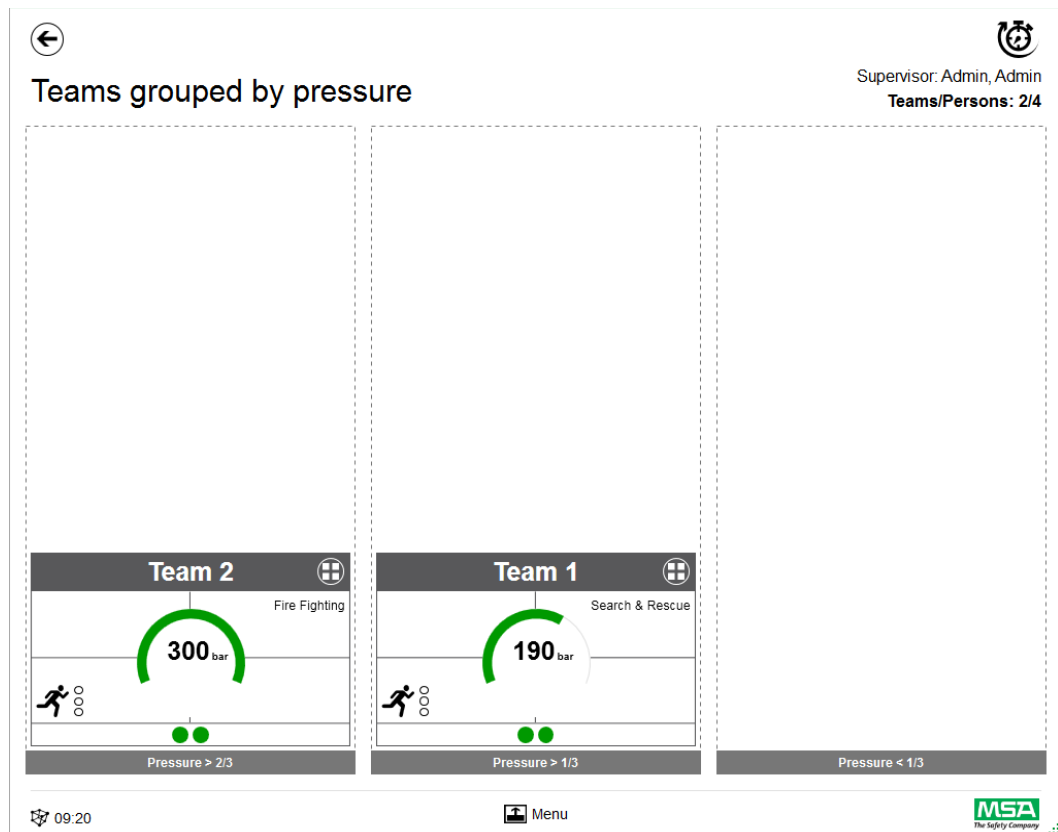 Teams grouped by pressure
Supervisor: Admin, Admin
Teams/Persons: 2/4
Team 2
Fire Fighting
300 bar
Pressure > 2/3
Team 1
Search & Rescue
190 bar
Pressure > 1/3
Pressure < 1/3
09:20
Menu
MSA
The Safety Company